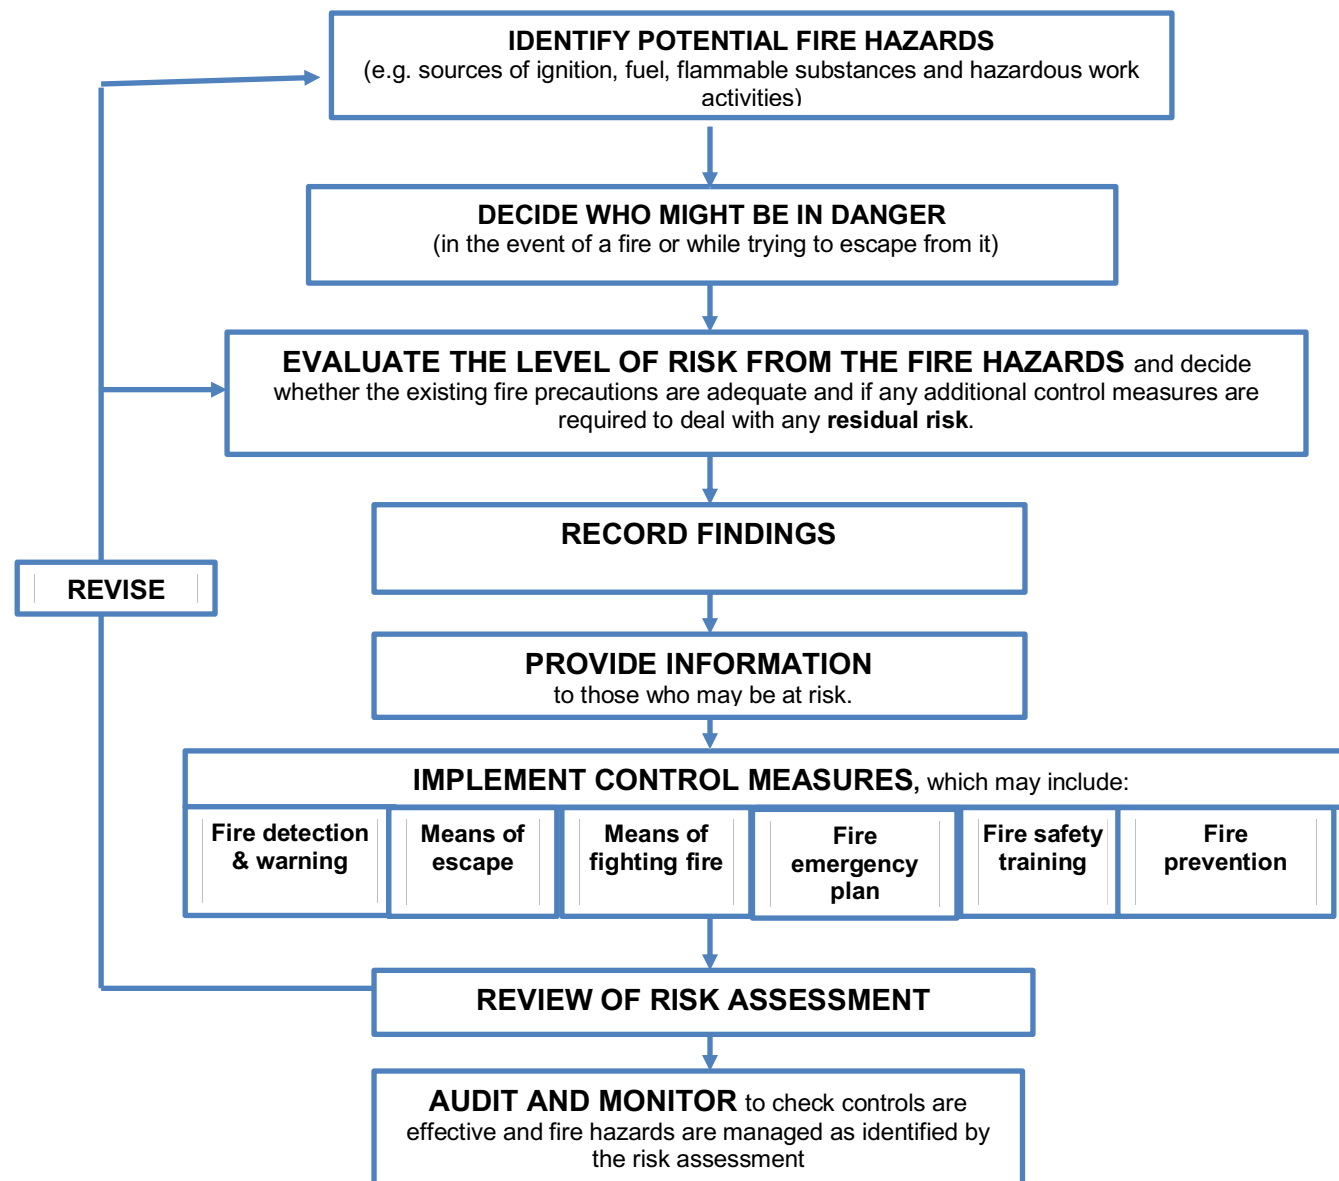 IDENTIFY POTENTIAL FIRE HAZARDS
(e.g. sources of ignition, fuel, flammable substances and hazardous work
activities)
DECIDE WHO MIGHT BE IN DANGER
(in the event of a fire or while trying to escape from it)
EVALUATE THE LEVEL OF RISK FROM THE FIRE HAZARDS and decide
whether the existing fire precautions are adequate and if any additional control measures are
required to deal with any residual risk.
RECORD FINDINGS
REVISE
PROVIDE INFORMATION
to those who may be at risk.
IMPLEMENT CONTROL MEASURES, which may include:
Fire detection
& warning
Means of
escape
Means of
fighting fire
Fire
emergency
plan
Fire safety
training
Fire
prevention
REVIEW OF RISK ASSESSMENT
AUDIT AND MONITOR to check controls are
effective and fire hazards are managed as identified by
the risk assessment